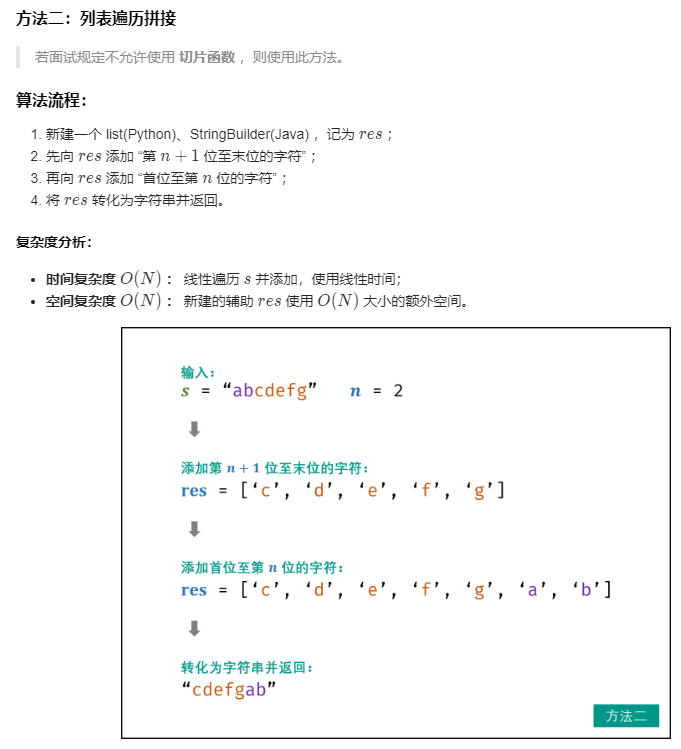 方法二：列表遍历拼接
若面试规定不允许使用 切片函数 ，则使用此方法。
算法流程：
1. 新建一个 list(Python)、StringBuilder(Java) ，记为 res ；
2. 先向 res 添加 “第 n + 1 位至末位的字符” ；
3. 再向 res 添加 “首位至第 n 位的字符” ；
4. 将 res 转化为字符串并返回。
复杂度分析：
• 时间复杂度 O(N) ： 线性遍历 s 并添加，使用线性时间；
• 空间复杂度 O(N) ： 新建的辅助 res 使用 O(N) 大小的额外空间。
输入：
s = “abcdefg” n = 2
添加第 n + 1 位至末位的字符：
res = [‘c’, ‘d’, ‘e’, ‘f’, ‘g’]
添加首位至第 n 位的字符：
res = [‘c’, ‘d’, ‘e’, ‘f’, ‘g’, ‘a’, ‘b’]
转化为字符串并返回：
“cdefgab”
方法二